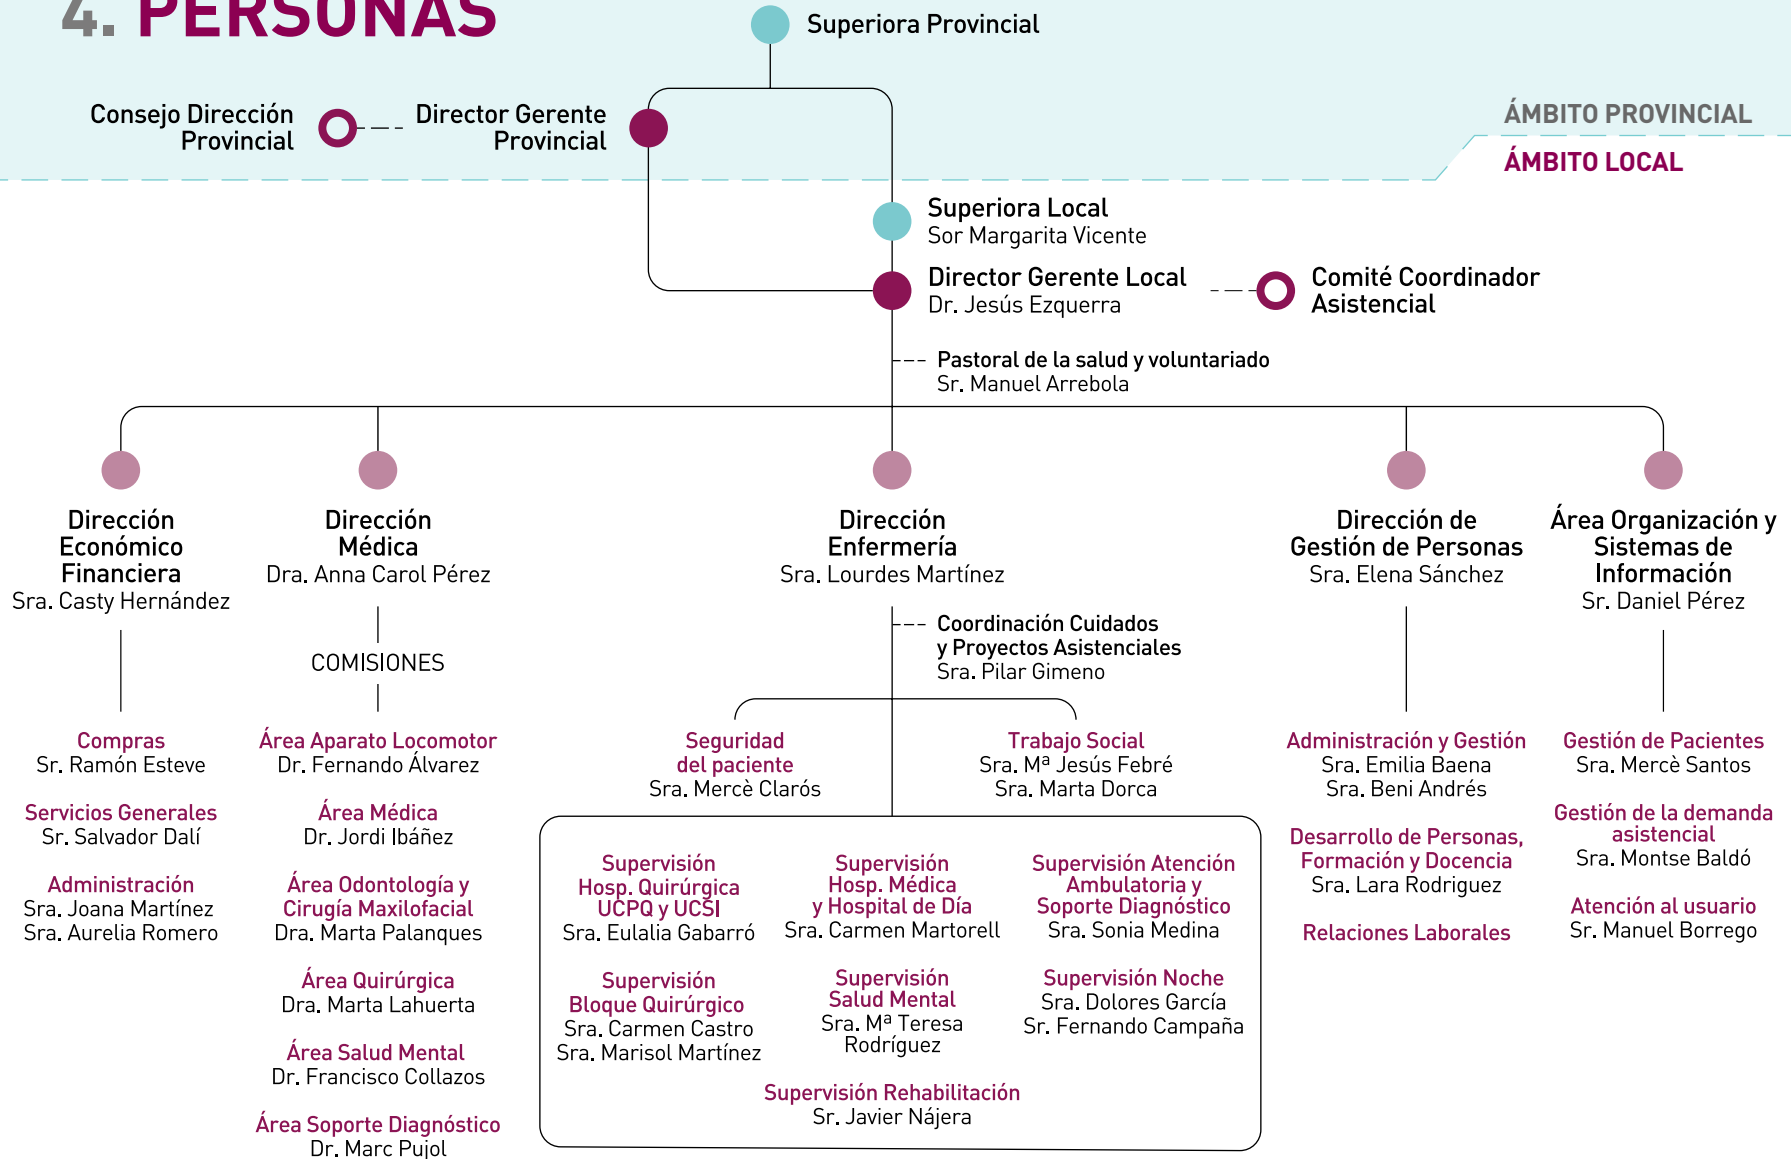 4. PERSONAS
Superiora Provincial
Consejo Dirección
Provincial
Director Gerente
Provincial
ÁMBITO PROVINCIAL
ÁMBITO LOCAL
Superiora Local
Sor Margarita Vicente
Director Gerente Local
Dr. Jesús Ezquerra
Comité Coordinador
Asistencial
Pastoral de la salud y voluntariado
Sr. Manuel Arrebola
Dirección
Económico
Financiera
Sra. Casty Hernández
Compras
Sr. Ramón Esteve
Servicios Generales
Sr. Salvador Dalí
Administración
Sra. Joana Martínez
Sra. Aurelia Romero
Dirección
Médica
Dra. Anna Carol Pérez
COMISIONES
Área Aparato Locomotor
Dr. Fernando Álvarez
Área Médica
Dr. Jordi Ibáñez
Área Odontología y
Cirugía Maxilofacial
Dra. Marta Palanques
Área Quirúrgica
Dra. Marta Lahuerta
Área Salud Mental
Dr. Francisco Collazos
Área Soporte Diagnóstico
Dr. Marc Pujol
Dirección
Enfermería
Sra. Lourdes Martínez
Coordinación Cuidados
y Proyectos Asistenciales
Sra. Pilar Gimeno
Seguridad
del paciente
Sra. Mercè Clarós
Trabajo Social
Sra. Mª Jesús Febré
Sra. Marta Dorca
Supervisión
Hosp. Quirúrgica
UCPQ y UCSI
Sra. Eulalia Gabarró
Supervisión
Hosp. Médica
y Hospital de Día
Sra. Carmen Martorell
Supervisión Atención
Ambulatoria y
Soporte Diagnóstico
Sra. Sonia Medina
Supervisión
Bloque Quirúrgico
Sra. Carmen Castro
Sra. Marisol Martínez
Supervisión
Salud Mental
Sra. Mª Teresa
Rodríguez
Supervisión Noche
Sra. Dolores García
Sr. Fernando Campaña
Supervisión Rehabilitación
Sr. Javier Nájera
Dirección de
Gestión de Personas
Sra. Elena Sánchez
Administración y Gestión
Sra. Emilia Baena
Sra. Beni Andrés
Desarrollo de Personas,
Formación y Docencia
Sra. Lara Rodriguez
Relaciones Laborales
Área Organización y
Sistemas de
Información
Sr. Daniel Pérez
Gestión de Pacientes
Sra. Mercè Santos
Gestión de la demanda
asistencial
Sra. Montse Baldó
Atención al usuario
Sr. Manuel Borrego